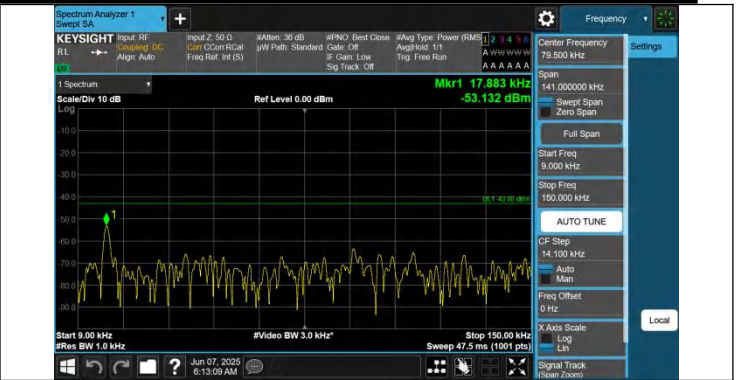 Spectrum Analyzer 1
Swept SA
+
Frequency
KEYSIGHT
RL
Input: RF
Coupling: DC
Align: Auto
Input Z: 50 Ω
Corr CCorr RCal
Freq Ref: Int (S)
#Atten: 36 dB
µW Path: Standard
#PNO: Best Close
Gate: Off
IF Gain: Low
Sig Track: Off
#Avg Type: Power (RMS)
Avg|Hold: 1/1
Trig: Free Run
1 2 3 4 5 6
A W W W W W
A A A A A A
1 Spectrum
Scale/Div 10 dB
Ref Level 0.00 dBm
Mkr1 17.883 kHz
-53.132 dBm
Log
-10.0
-20.0
-30.0
-40.0
-50.0
-60.0
-70.0
-80.0
-90.0
1
Start 9.00 kHz
#Video BW 3.0 kHz*
Stop 150.00 kHz
#Res BW 1.0 kHz
Sweep 47.5 ms (1001 pts)
Center Frequency
79.500 kHz
Settings
Span
141.000000 kHz
Swept Span
Zero Span
Full Span
Start Freq
9.000 kHz
Stop Freq
150.000 kHz
AUTO TUNE
CF Step
14.100 kHz
Auto
Man
Freq Offset
0 Hz
X Axis Scale
Log
Lin
Local
Signal Track
(Span Zoom)
?
Jun 07, 2025
6:13:09 AM